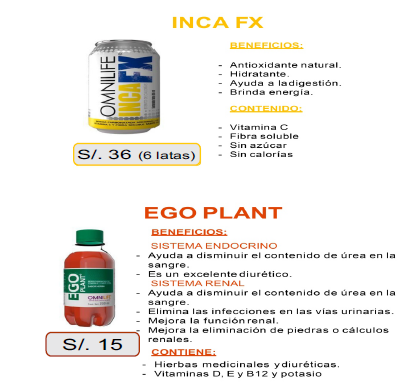 INCA FX
BENEFICIOS:
- Antioxidante natural.
- Hidratante.
- Ayuda a ladigestión.
- Brinda energía.
CONTENIDO:
- Vitamina C
- Fibra soluble
- Sin azúcar
- Sin calorías
OMNILIFE
INCA FX
S/. 36 (6 latas)
EGO PLANT
BENEFICIOS:
SISTEMA ENDOCRINO
- Ayuda a disminuir el contenido de úrea en la
sangre.
- Es un excelente diurético.
SISTEMA RENAL
- Ayuda a disminuir el contenido de úrea en la
sangre.
- Elimina las infecciones en las vías urinarias.
- Mejora la función renal.
- Mejora la eliminación de piedras o cálculos
renales.
CONTIENE:
- Hierbas medicinales y diuréticas.
- Vitaminas D, E y B12 y potasio
EGO
PLANT
OMNILIFE
S/. 15